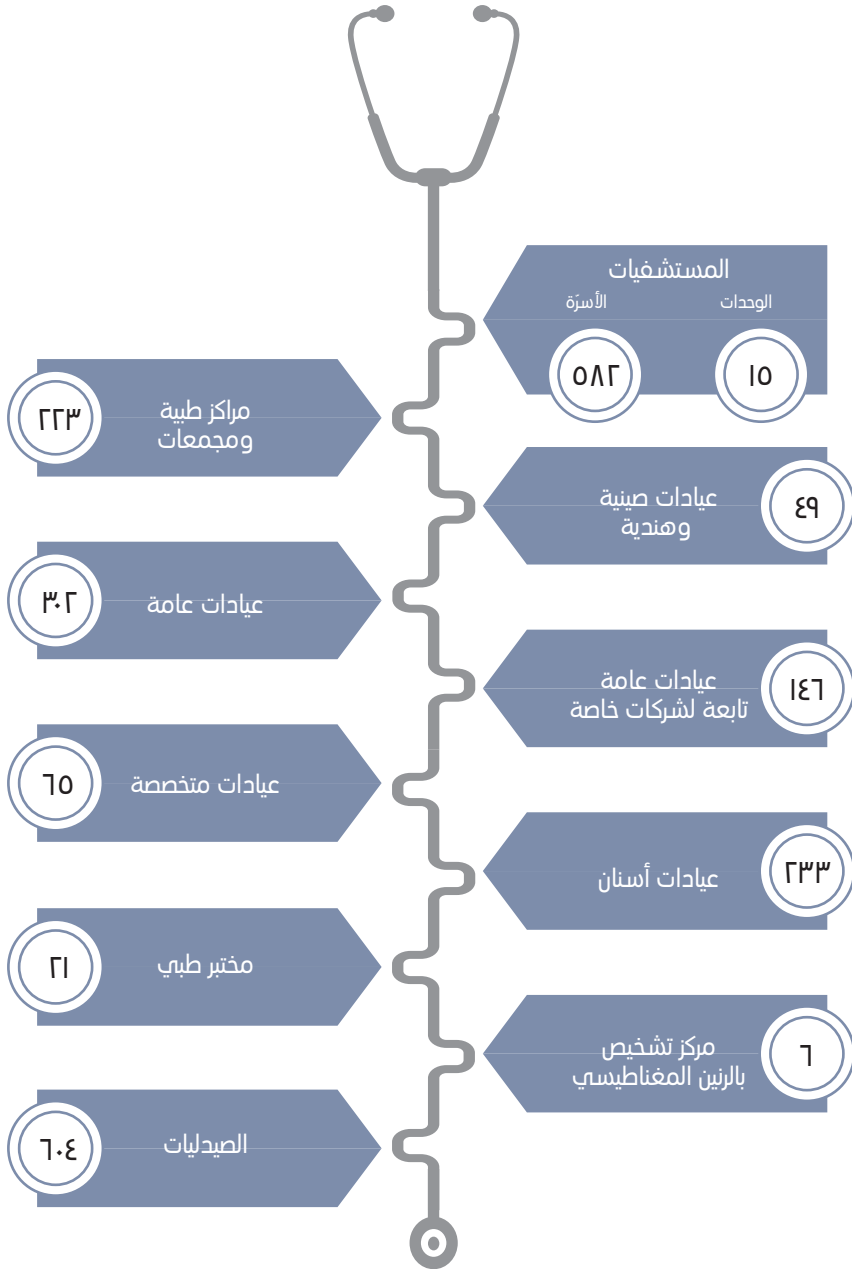 المستشفيات
الوحدات
١٥
الأسرّة
٥٨٢
مراكز طبية
ومجمعات
٢٢٣
عيادات صينية
وهندية
٤٩
عيادات عامة
٣٠٢
عيادات عامة
تابعة لشركات خاصة
١٤٦
عيادات متخصصة
٦٥
عيادات أسنان
٢٣٣
مختبر طبي
٢١
مركز تشخيص
بالرنين المغناطيسي
٦
الصيدليات
٦٠٤